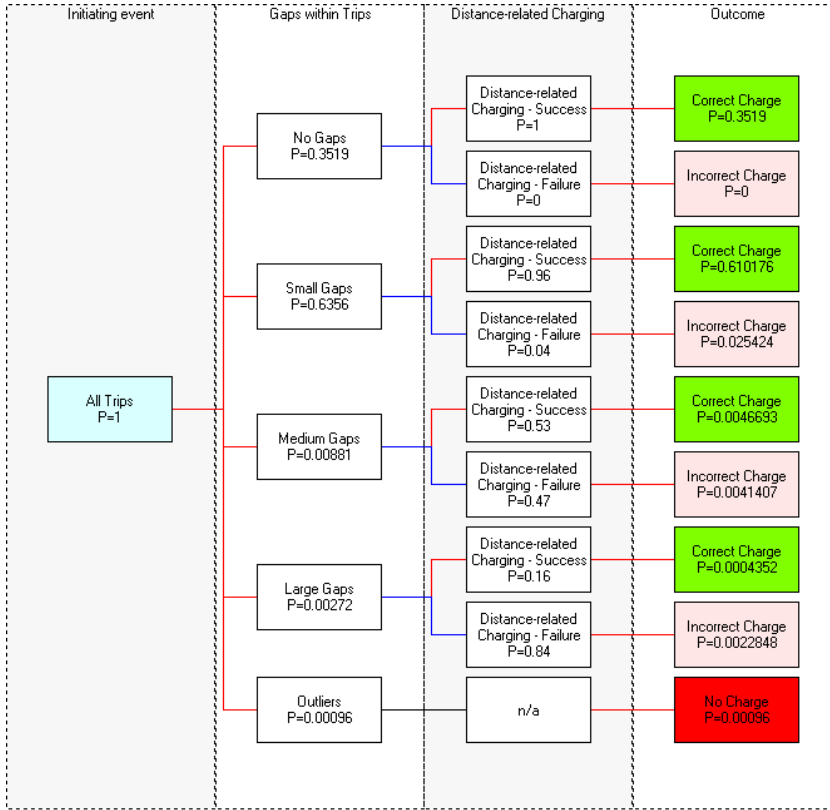 Initiating event
Gaps within Trips
Distance-related Charging
Outcome
All Trips
P=1
No Gaps
P=0.3519
Small Gaps
P=0.6356
Medium Gaps
P=0.00881
Large Gaps
P=0.00272
Outliers
P=0.00096
Distance-related
Charging - Success
P=1
Distance-related
Charging - Failure
P=0
Distance-related
Charging - Success
P=0.96
Distance-related
Charging - Failure
P=0.04
Distance-related
Charging - Success
P=0.53
Distance-related
Charging - Failure
P=0.47
Distance-related
Charging - Success
P=0.16
Distance-related
Charging - Failure
P=0.84
n/a
Correct Charge
P=0.3519
Incorrect Charge
P=0
Correct Charge
P=0.610176
Incorrect Charge
P=0.025424
Correct Charge
P=0.0046693
Incorrect Charge
P=0.0041407
Correct Charge
P=0.0004352
Incorrect Charge
P=0.0022848
No Charge
P=0.00096